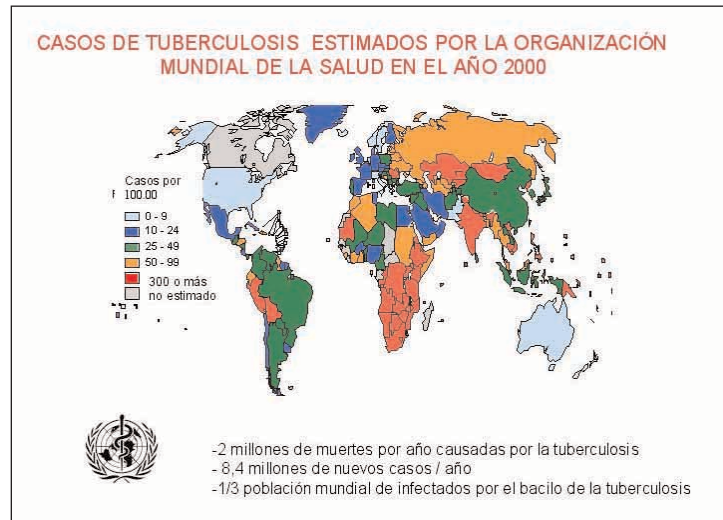 CASOS DE TUBERCULOSIS ESTIMADOS POR LA ORGANIZACIÓN
MUNDIAL DE LA SALUD EN EL AÑO 2000
Casos por
100.00
0 - 9
10 - 24
25 - 49
50 - 99
300 o más
no estimado
-2 millones de muertes por año causadas por la tuberculosis
- 8,4 millones de nuevos casos / año
-1/3 población mundial de infectados por el bacilo de la tuberculosis